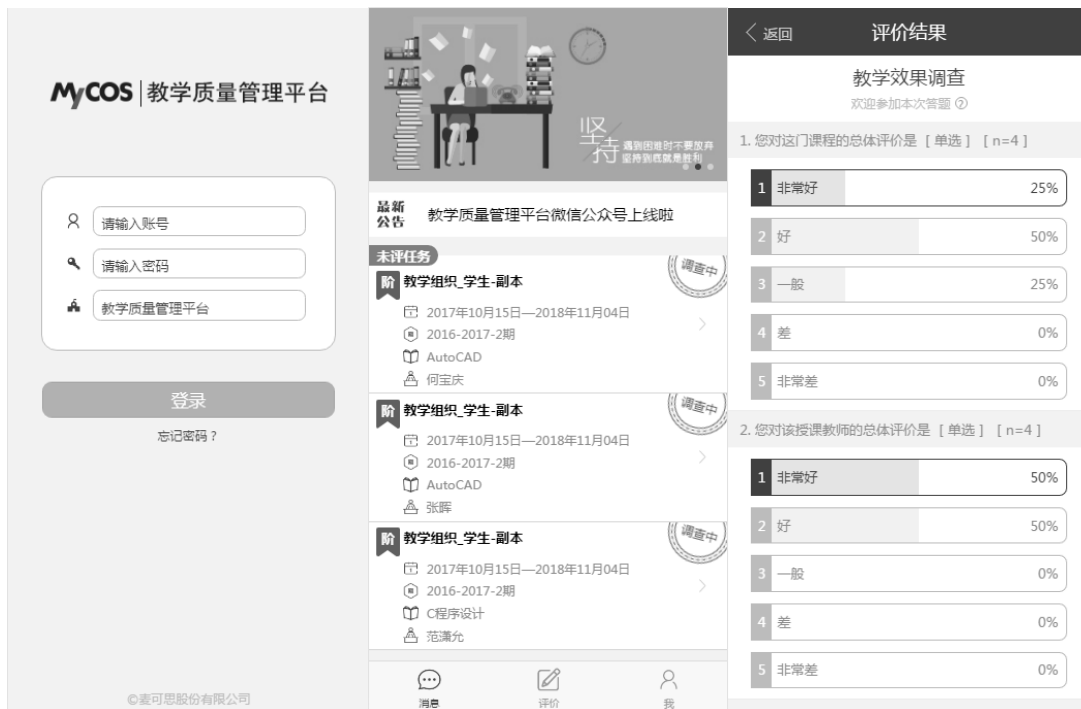 MyCOS 教学质量管理平台
请输入账号
请输入密码
教学质量管理平台
登录
忘记密码？
©麦可思股份有限公司
坚持
遇到困难时不要放弃
坚持到底就是胜利
最新公告
教学质量管理平台微信公众号上线啦
未评任务
阶 教学组织_学生-副本
调查中
2017年10月15日—2018年11月04日
2016-2017-2期
AutoCAD
何宝庆
阶 教学组织_学生-副本
调查中
2017年10月15日—2018年11月04日
2016-2017-2期
AutoCAD
张晖
阶 教学组织_学生-副本
调查中
2017年10月15日—2018年11月04日
2016-2017-2期
C程序设计
范潇允
消息
评价
我
返回 评价结果
教学效果调查
欢迎参加本次答题
1. 您对这门课程的总体评价是 [ 单选 ] [ n=4 ]
1 非常好 25%
2 好 50%
3 一般 25%
4 差 0%
5 非常差 0%
2. 您对该授课教师的总体评价是 [ 单选 ] [ n=4 ]
1 非常好 50%
2 好 50%
3 一般 0%
4 差 0%
5 非常差 0%